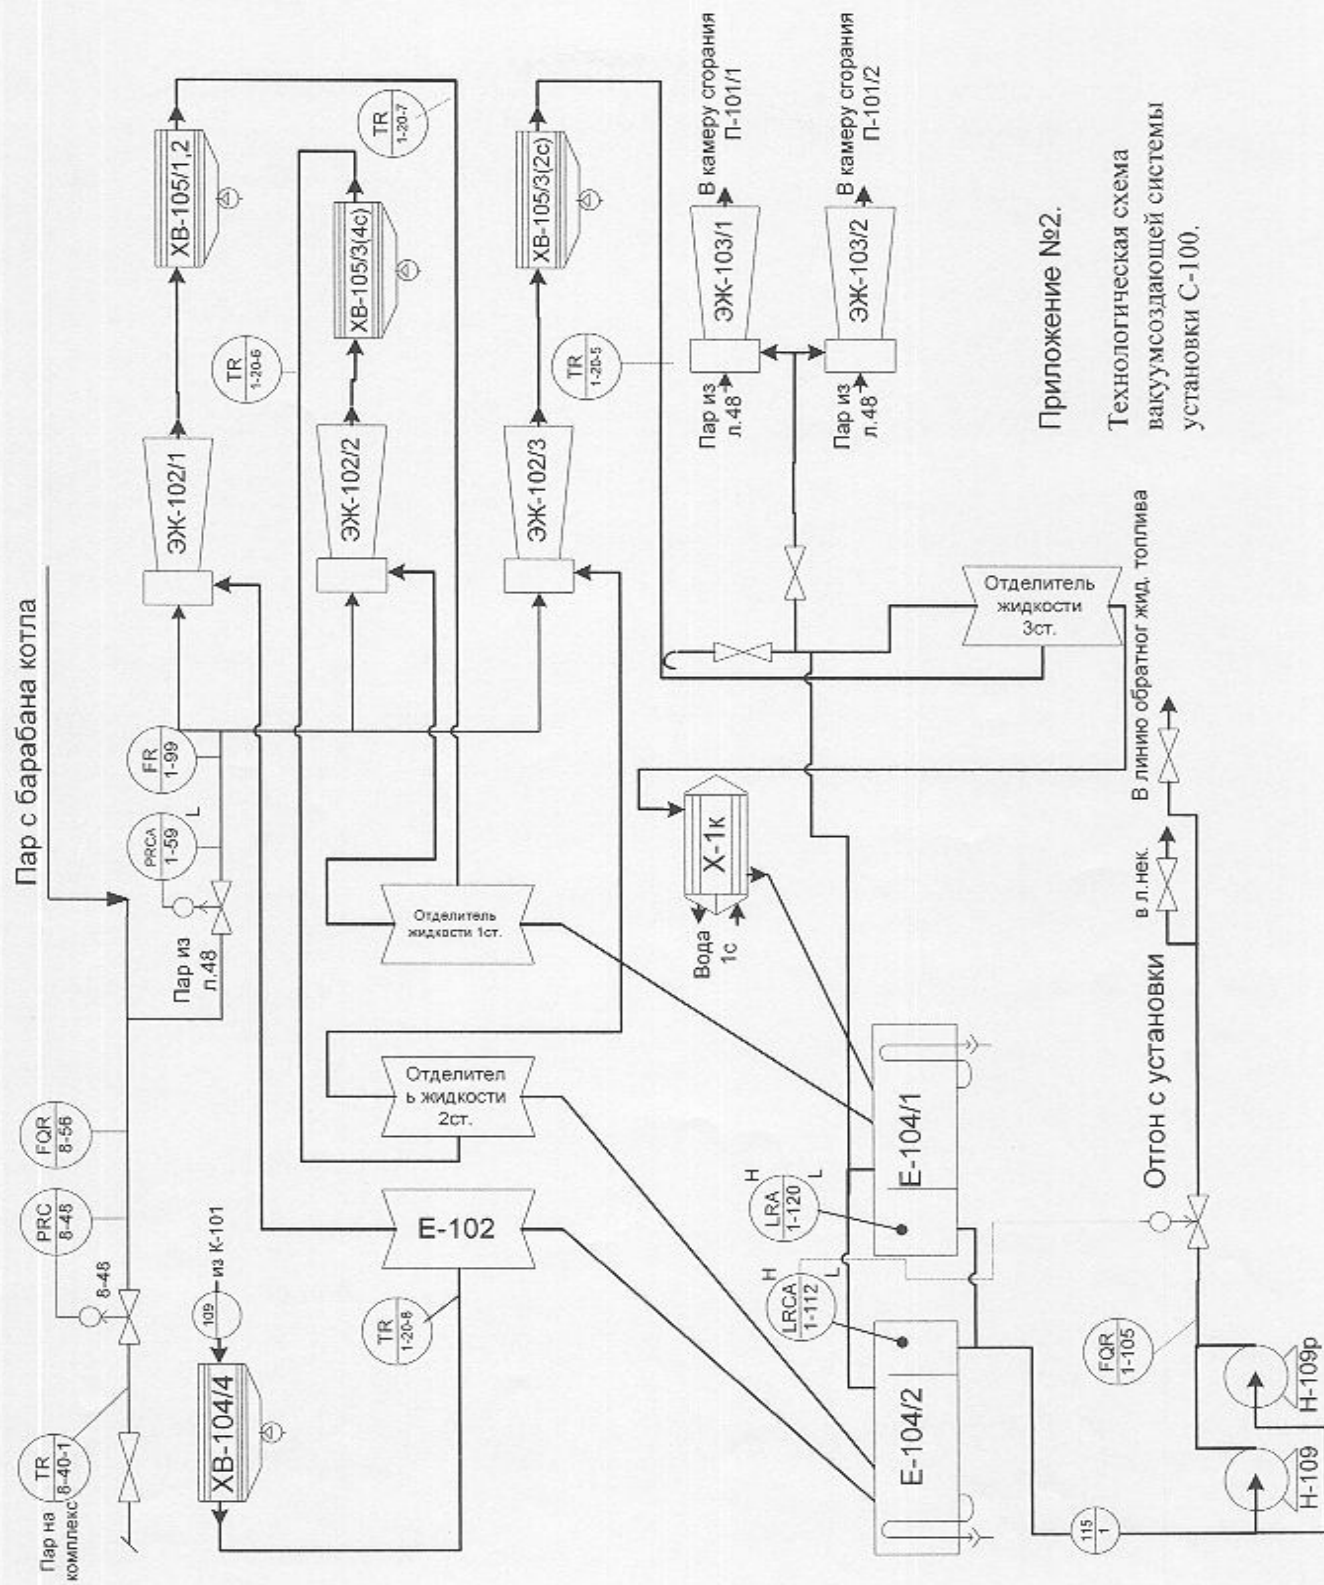 Пар на
комплекс
TR
8-40-1
8-48
PRC
8-48
FQR
8-56
Пар с барабана котла
Пар из
л.48
PRCA
1-59
L
FR
1-99
ЭЖ-102/1
ХВ-105/1,2
TR
1-20-7
ЭЖ-102/2
TR
1-20-6
ХВ-105/3(4с)
ЭЖ-102/3
TR
1-20-5
ХВ-105/3(2с)
ХВ-104/4
109
из К-101
TR
1-20-8
Е-102
Отделител
ь жидкости
2ст.
Отделитель
жидкости 1ст.
Вода
1с
Х-1к
Отделитель
жидкости
3ст.
Пар из
л.48
ЭЖ-103/1
В камеру сгорания
П-101/1
Пар из
л.48
ЭЖ-103/2
В камеру сгорания
П-101/2
Е-104/2
LRCA
1-112
H
L
Е-104/1
LRA
1-120
H
L
115
1
Н-109
Н-109р
FQR
1-105
Отгон с установки
в л.нек.
В линию обратног жид. топлива
Приложение №2.
Технологическая схема
вакуумсоздающей системы
установки С-100.